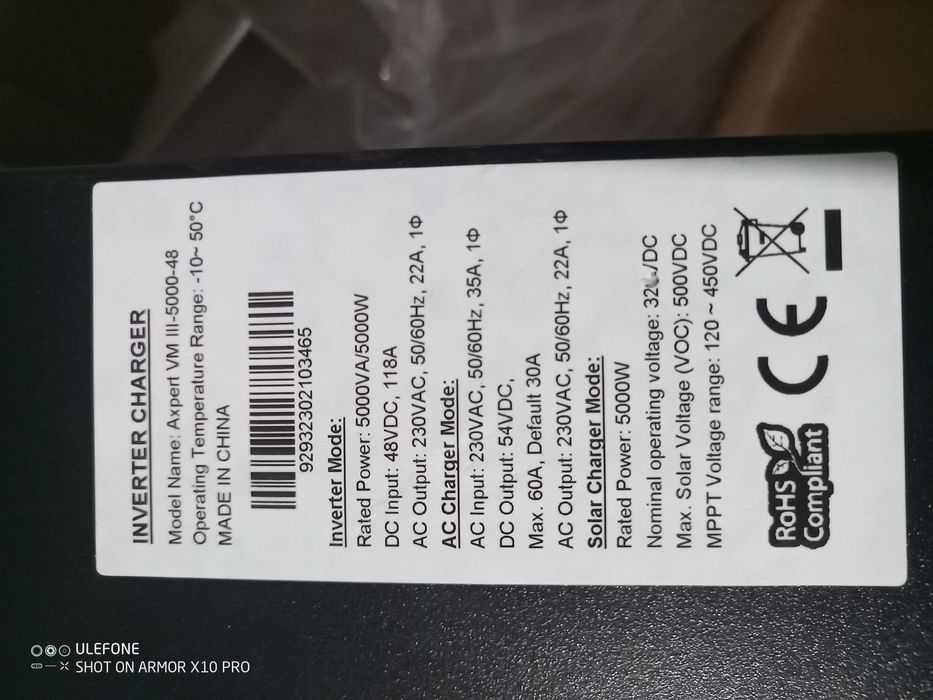 INVERTER CHARGER
Model Name: Axpert VM III-5000-48
Operating Temperature Range: -10~ 50°C
MADE IN CHINA
92932302103465
Inverter Mode:
Rated Power: 5000VA/5000W
DC Input: 48VDC, 118A
AC Output: 230VAC, 50/60Hz, 22A, 1Φ
AC Charger Mode:
AC Input: 230VAC, 50/60Hz, 35A, 1Φ
DC Output: 54VDC,
Max. 60A, Default 30A
AC Output: 230VAC, 50/60Hz, 22A, 1Φ
Solar Charger Mode:
Rated Power: 5000W
Nominal operating voltage:
Max. Solar Voltage (VOC): 500VDC
MPPT Voltage range: 120 ~ 450VDC
RoHS CE
Compliant
ULEFONE
SHOT ON ARMOR X10 PRO